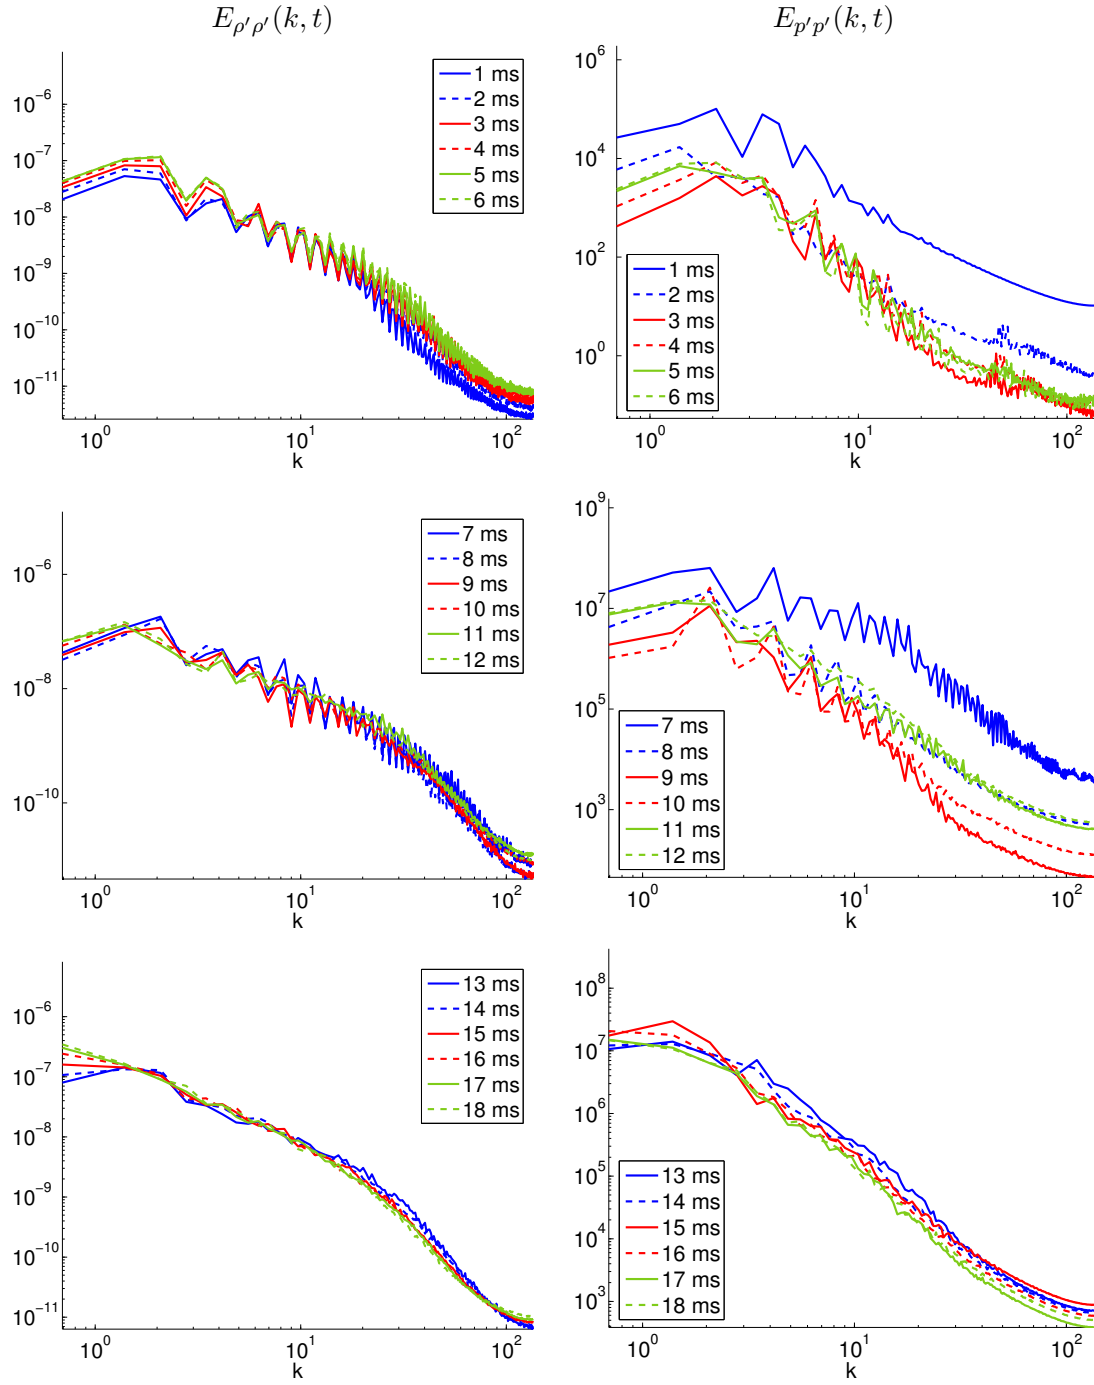 E_{ρ′ρ′}(k, t)
E_{p′p′}(k, t)
10^{-6}
10^{-7}
10^{-8}
10^{-9}
10^{-10}
10^{-11}
10^0
10^1
10^2
k
1 ms
2 ms
3 ms
4 ms
5 ms
6 ms
10^6
10^4
10^2
10^0
10^0
10^1
10^2
k
1 ms
2 ms
3 ms
4 ms
5 ms
6 ms
10^{-6}
10^{-8}
10^{-10}
10^0
10^1
10^2
k
7 ms
8 ms
9 ms
10 ms
11 ms
12 ms
10^9
10^7
10^5
10^3
10^0
10^1
10^2
k
7 ms
8 ms
9 ms
10 ms
11 ms
12 ms
10^{-6}
10^{-7}
10^{-8}
10^{-9}
10^{-10}
10^{-11}
10^0
10^1
10^2
k
13 ms
14 ms
15 ms
16 ms
17 ms
18 ms
10^8
10^7
10^6
10^5
10^4
10^3
10^0
10^1
10^2
k
13 ms
14 ms
15 ms
16 ms
17 ms
18 ms